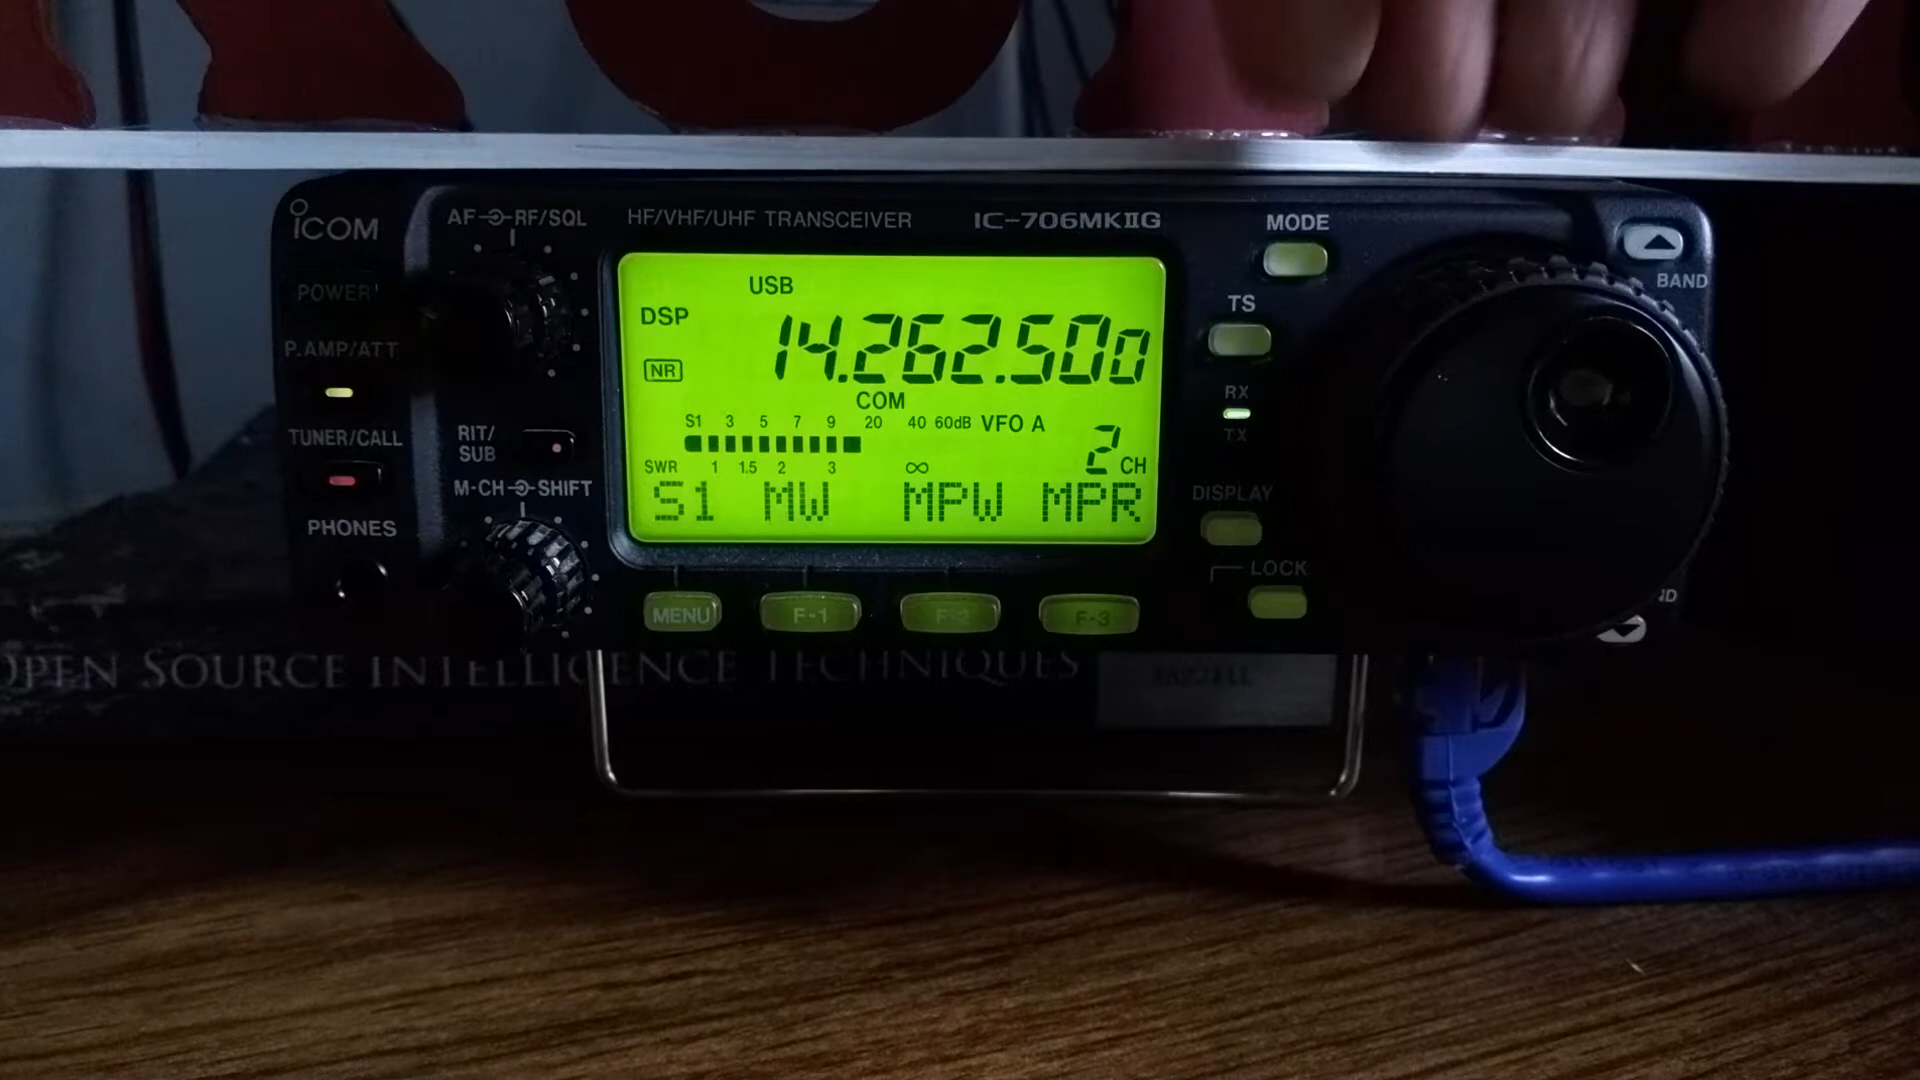 ICOM
AF RF/SQL
HF/VHF/UHF TRANSCEIVER
IC-706MKIIG
MODE
POWER
USB
BAND
DSP
14.262.500
TS
P.AMP/ATT
NR
COM
RX
S1 3 5 7 9 20 40 60dB VFO A
TX
TUNER/CALL
RIT/
SUB
2 CH
SWR 1 1.5 2 3 ∞
M-CH SHIFT
S1 MW MPW MPR
DISPLAY
PHONES
LOCK
MENU F-1 F-2 F-3
OPEN SOURCE INTELLIGENCE TECHNIQUES